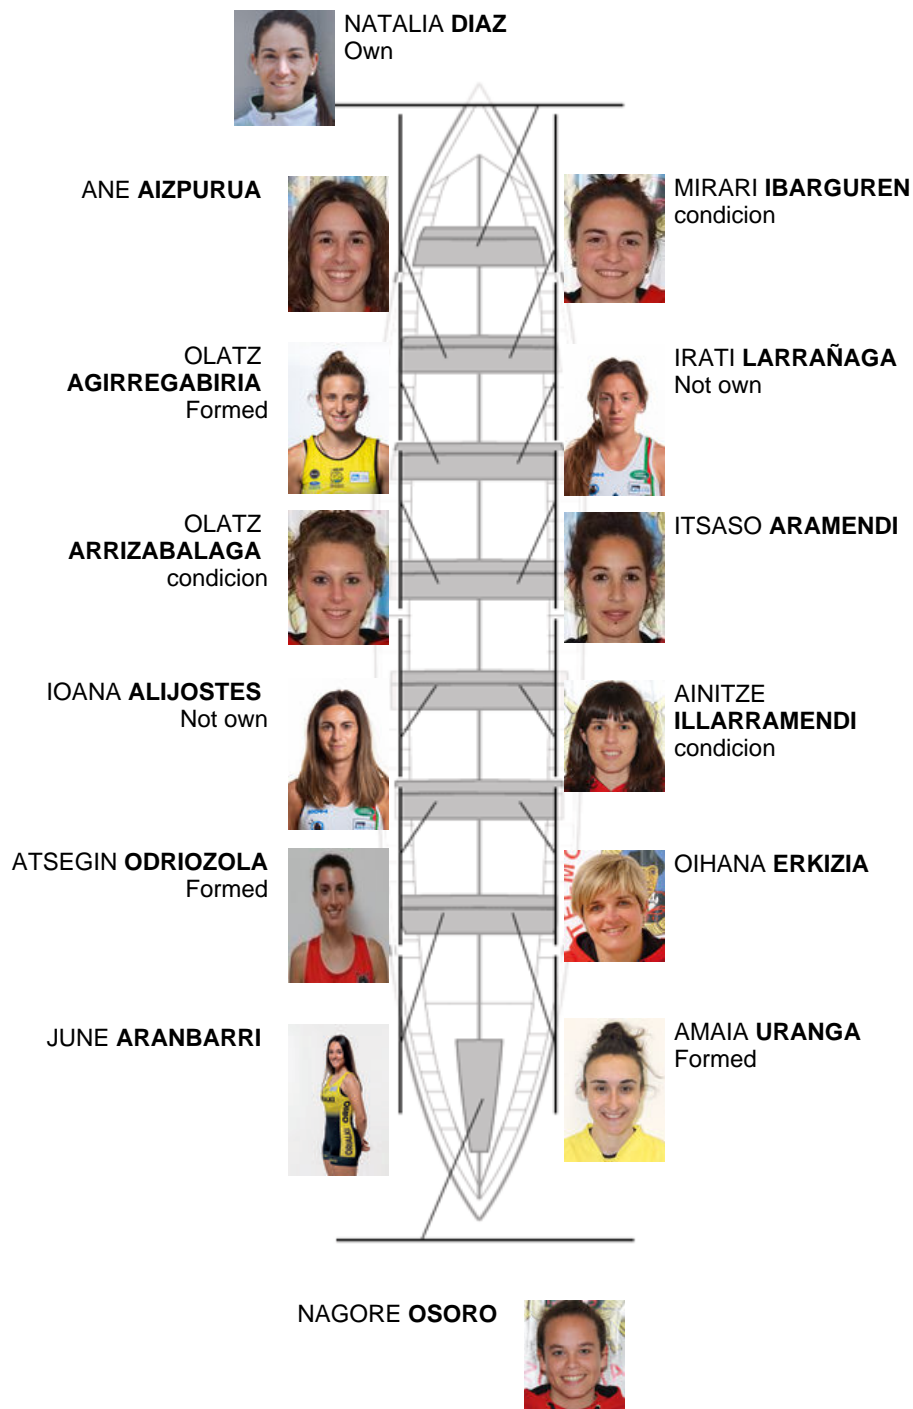 NATALIA DIAZ
Own
ANE AIZPURUA
MIRARI IBARGUREN
condicion
OLATZ
AGIRREGABIRIA
Formed
IRATI LARRAÑAGA
Not own
OLATZ
ARRIZABALAGA
condicion
ITSASO ARAMENDI
IOANA ALIJOSTES
Not own
AINITZE
ILLARRAMENDI
condicion
ATSEGIN ODRIOZOLA
Formed
OIHANA ERKIZIA
JUNE ARANBARRI
AMAIA URANGA
Formed
NAGORE OSORO